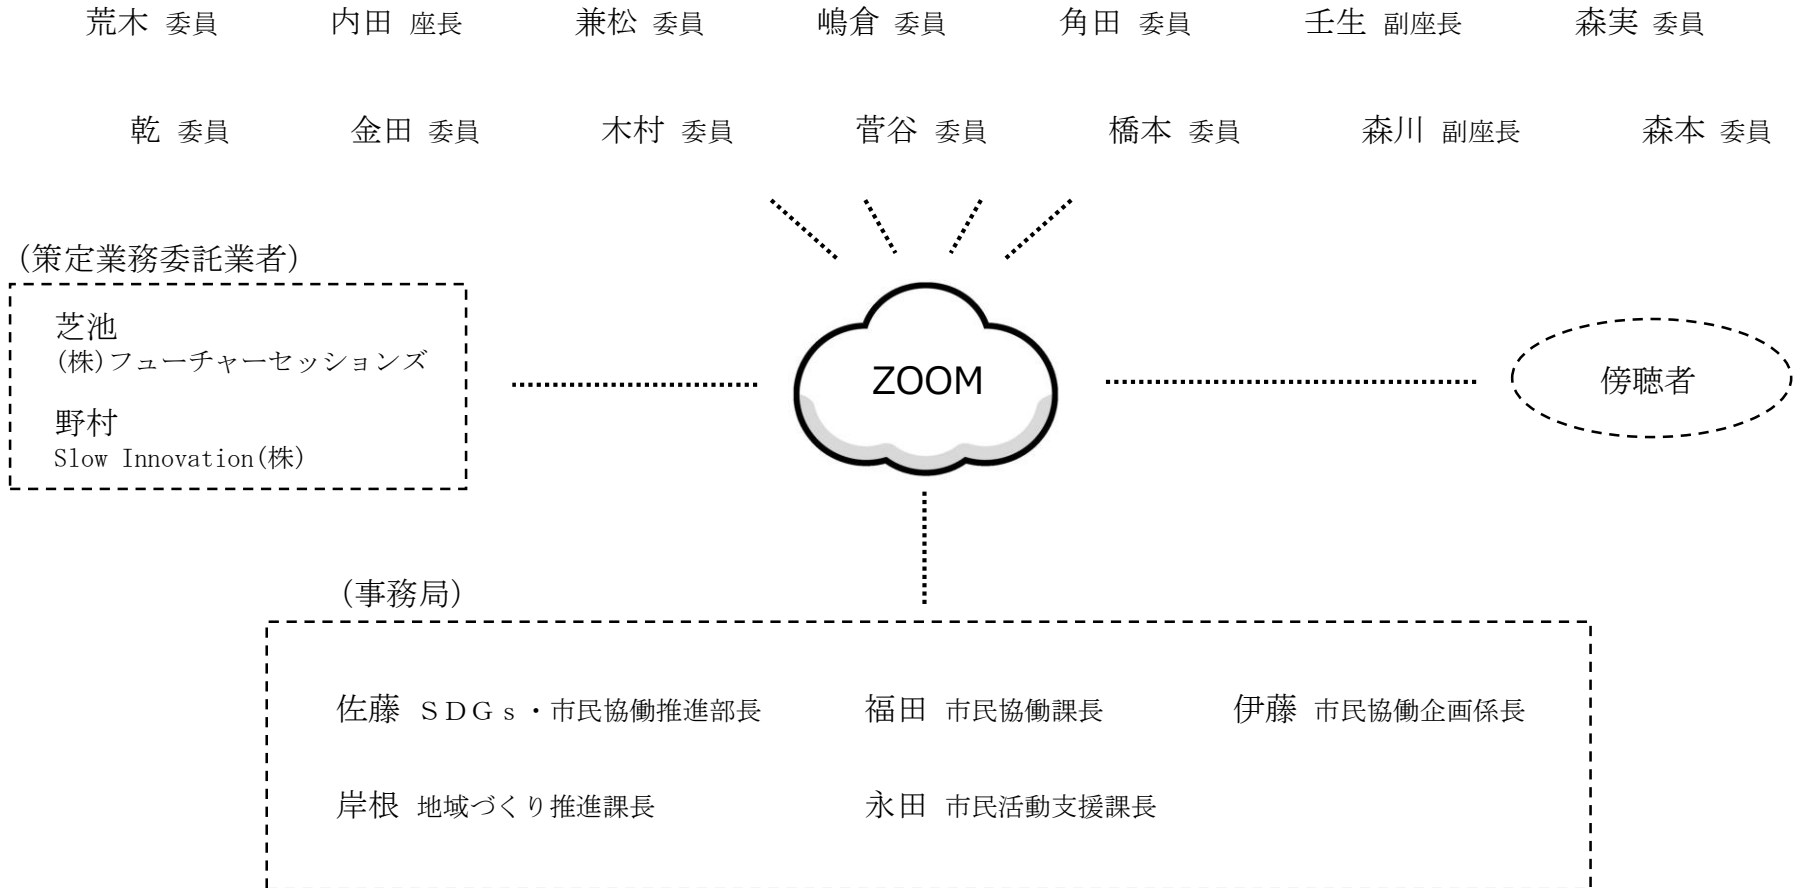 荒木 委員 内田 座長 兼松 委員 嶋倉 委員 角田 委員 壬生 副座長 森実 委員
乾 委員 金田 委員 木村 委員 菅谷 委員 橋本 委員 森川 副座長 森本 委員
(策定業務委託業者)
芝池
(株)フューチャーセッションズ
野村
Slow Innovation(株)
ZOOM
傍聴者
(事務局)
佐藤 ＳＤＧｓ・市民協働推進部長 福田 市民協働課長 伊藤 市民協働企画係長
岸根 地域づくり推進課長 永田 市民活動支援課長